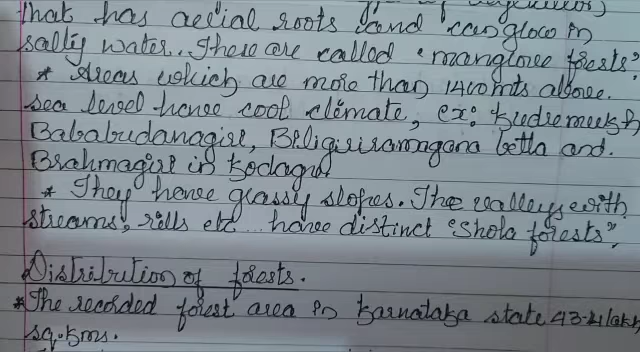 that has aerial roots and can grow in
salty water. These are called "mangrove forests"
* Areas which are more than 1400 mts above.
sea level have cool climate, ex: Kudremukh,
Bababudanagiri, Biligirirangana betta and.
Brahmagiri in Kodagu.
* They have grassy slopes. The valleys with
streams, rills etc... have distinct "Shola forests",
Distribution of forests.
* The recorded forest area in Karnataka state 43.4 lakh
sq.kms.